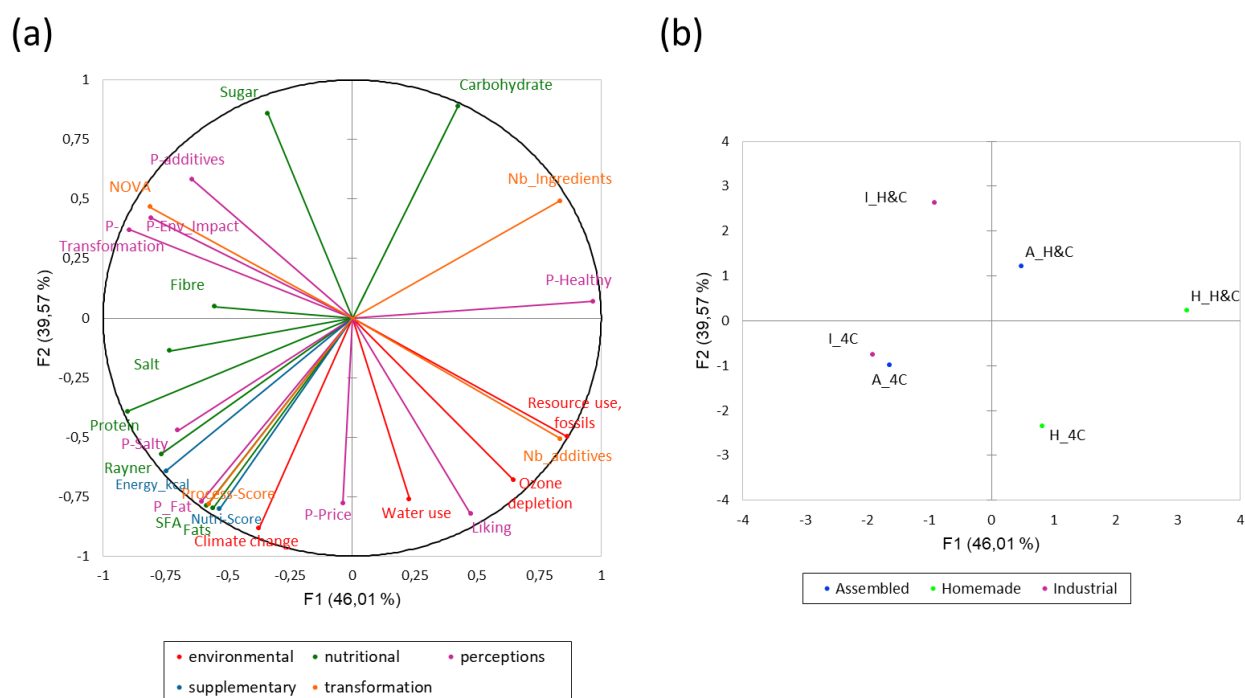 (a)
(b)
1
0,75
0,5
0,25
0
-0,25
-0,5
-0,75
-1
F2 (39,57 %)
Sugar
Carbohydrate
P-additives
NOVA
Nb_Ingredients
P-
Transformation
P-Env_Impact
P-Healthy
Fibre
Salt
Protein
P-Salty
Rayner
Energy_kcal
Process-Score
P_Fat
SFA
Fats
Nutri-Score
Climate change
P-Price
Water use
Liking
Ozone
depletion
Nb_additives
Resource use,
fossils
-1 -0,75 -0,5 -0,25 0 0,25 0,5 0,75 1
F1 (46,01 %)
environmental nutritional perceptions
supplementary transformation
4
3
2
1
0
-1
-2
-3
-4
F2 (39,57 %)
I_H&C
A_H&C
H_H&C
I_4C
A_4C
H_4C
-4 -3 -2 -1 0 1 2 3 4
F1 (46,01 %)
Assembled Homemade Industrial